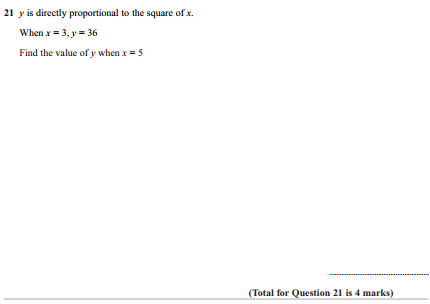 21 y is directly proportional to the square of x.
When x = 3, y = 36
Find the value of y when x = 5
(Total for Question 21 is 4 marks)